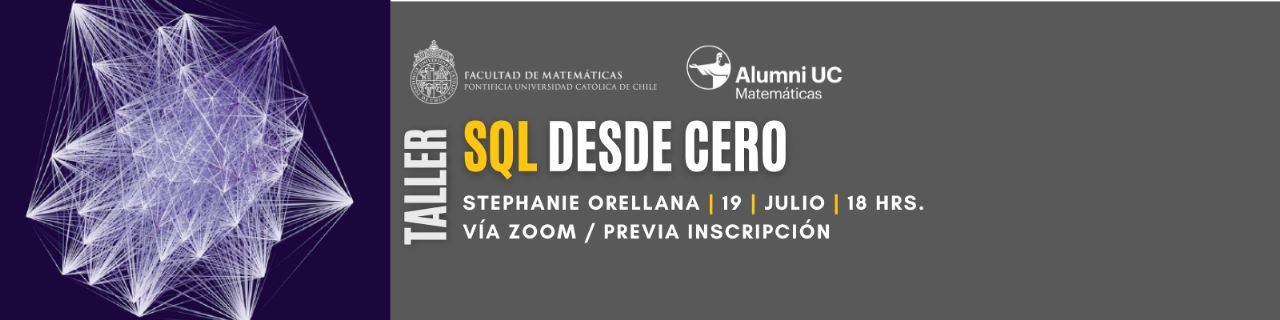 FACULTAD DE MATEMÁTICAS
PONTIFICIA UNIVERSIDAD CATÓLICA DE CHILE
Alumni UC
Matemáticas
TALLER
SQL DESDE CERO
STEPHANIE ORELLANA | 19 | JULIO | 18 HRS.
VÍA ZOOM / PREVIA INSCRIPCIÓN